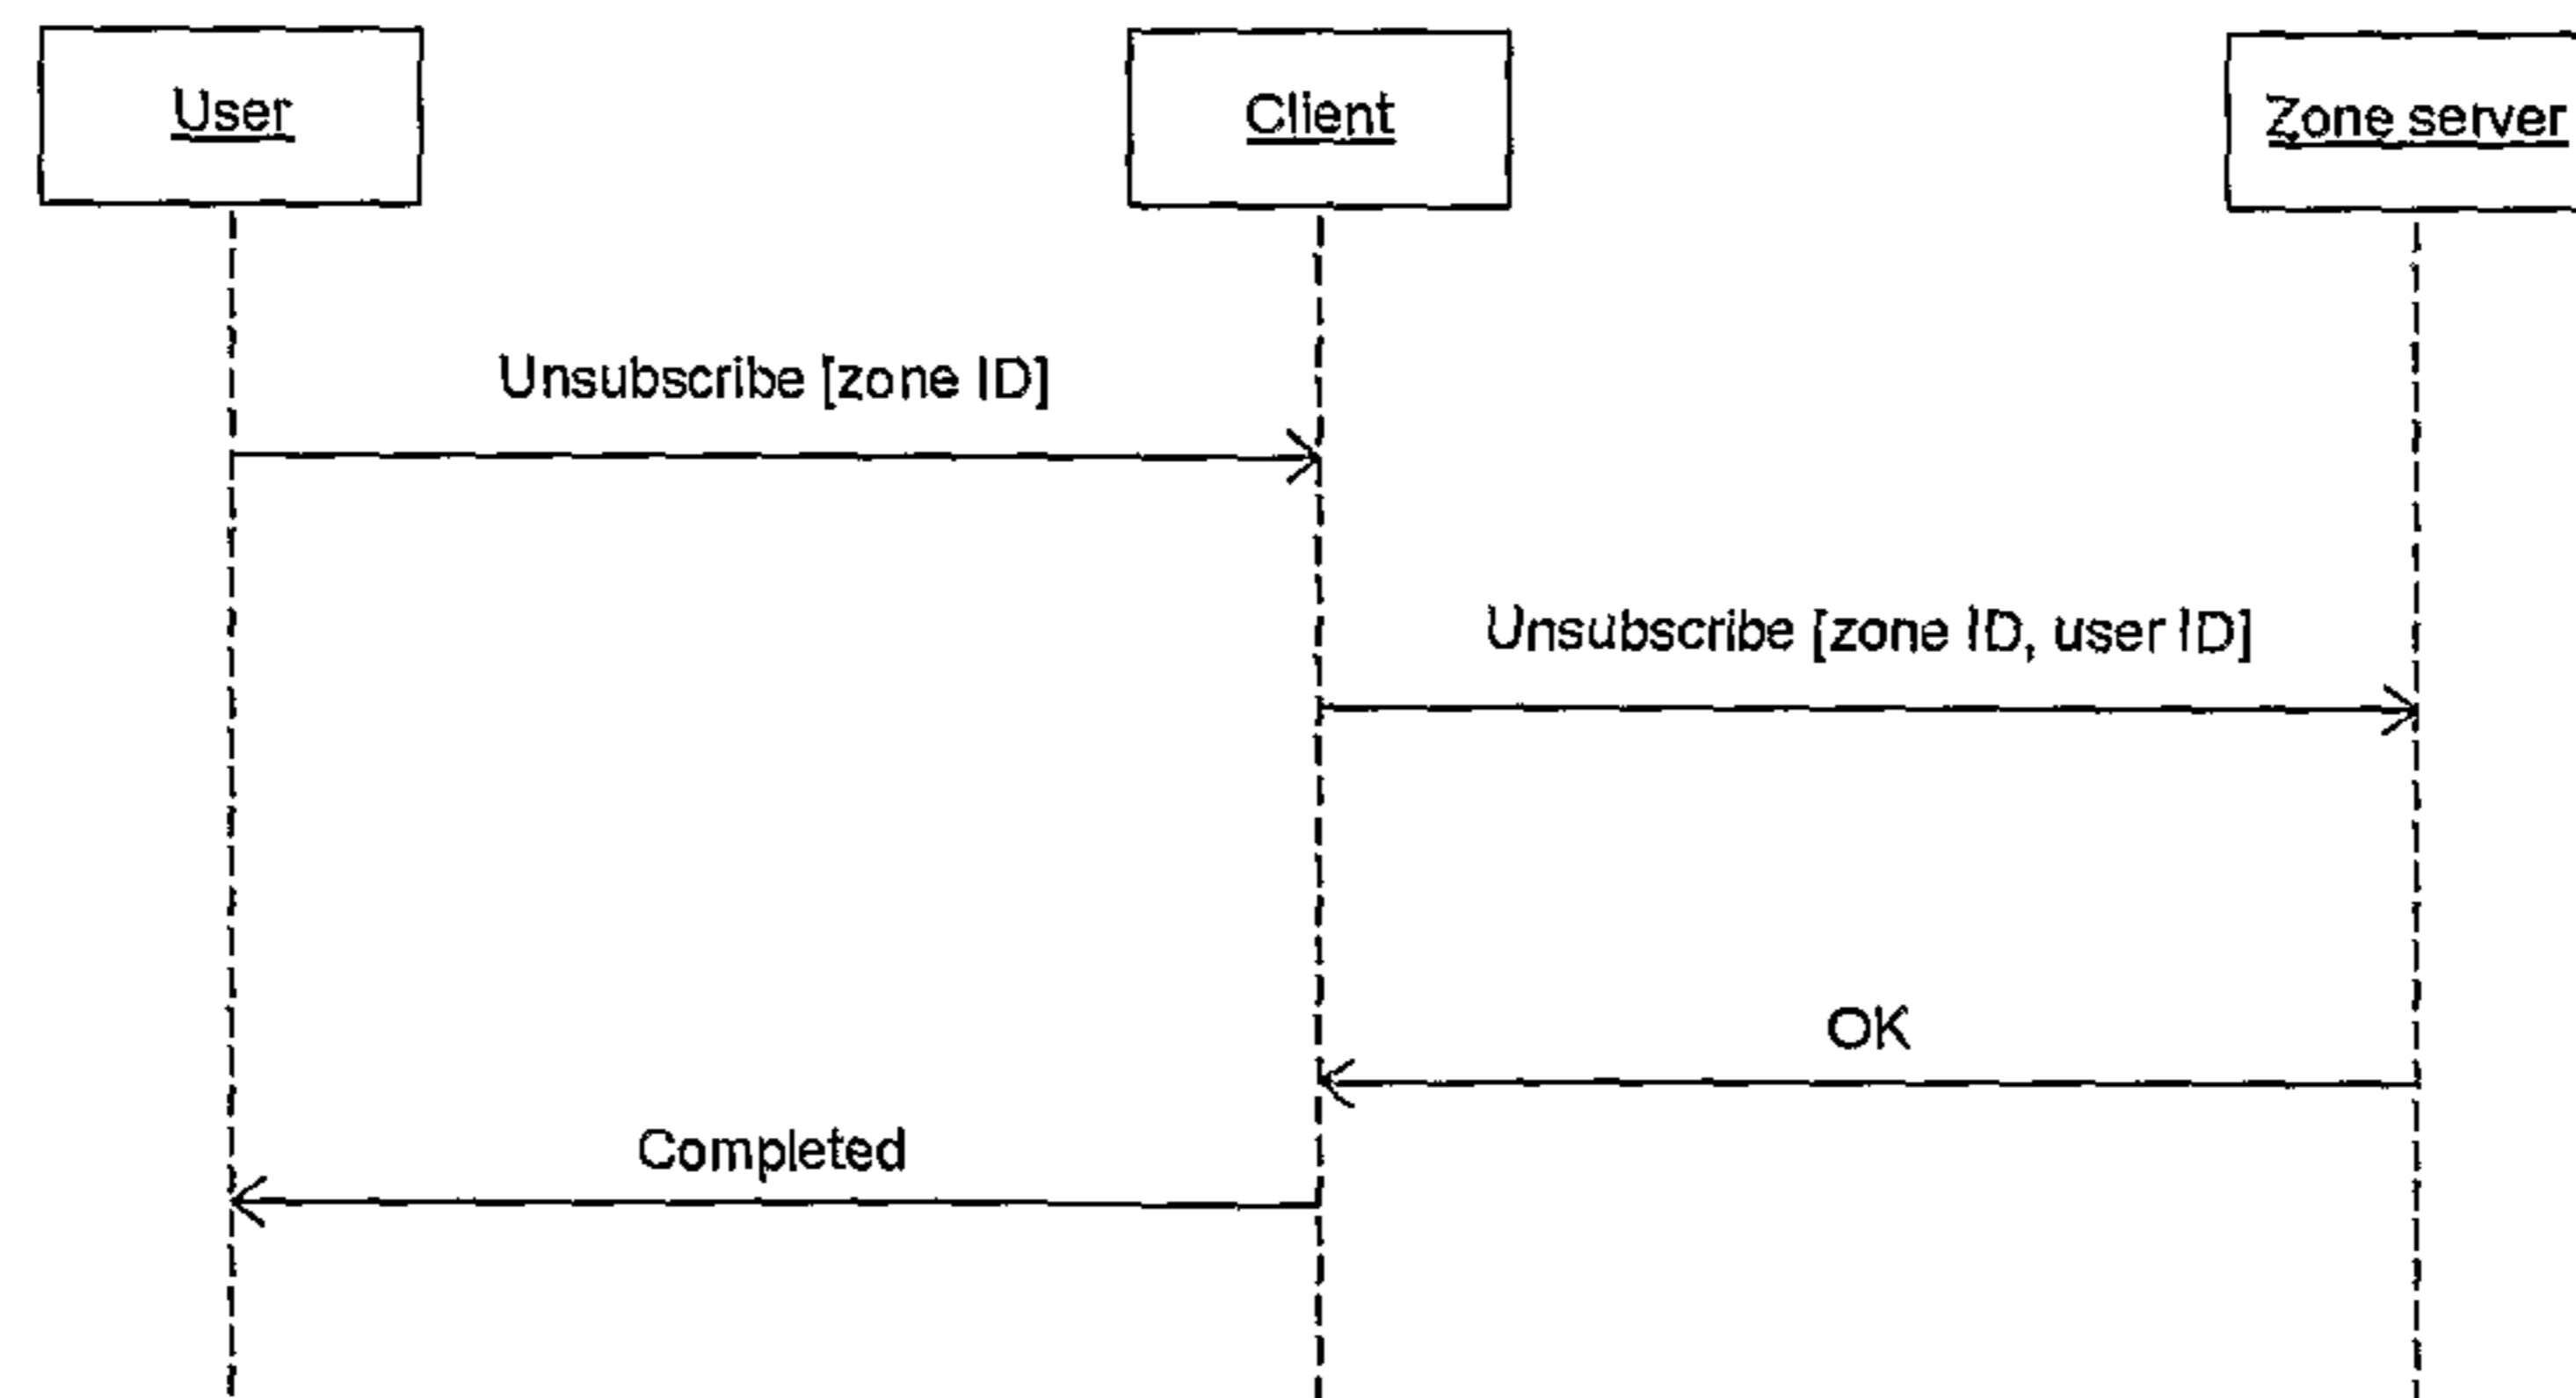 User
Client
Zone server
Unsubscribe [zone ID]
Unsubscribe [zone ID, user ID]
OK
Completed